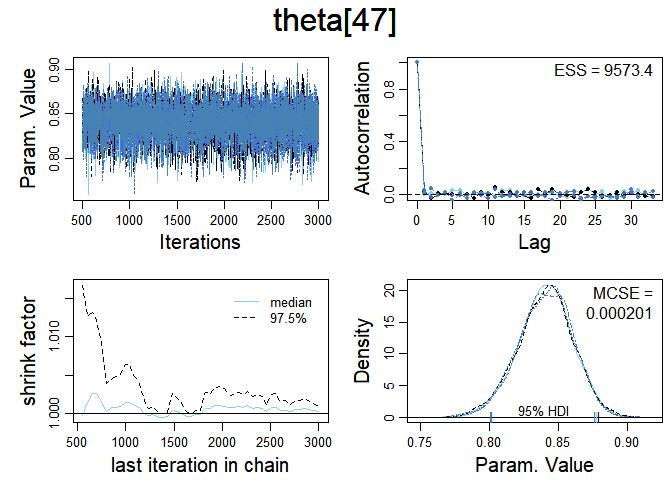 theta[47]
Param. Value
0.80 0.85 0.90
500 1000 1500 2000 2500 3000
Iterations
Autocorrelation
0.0 0.4 0.8
ESS = 9573.4
0 5 10 15 20 25 30
Lag
shrink factor
1.000 1.010
median
97.5%
500 1000 1500 2000 2500 3000
last iteration in chain
Density
0 5 10 15 20
MCSE =
0.000201
95% HDI
0.75 0.80 0.85 0.90
Param. Value